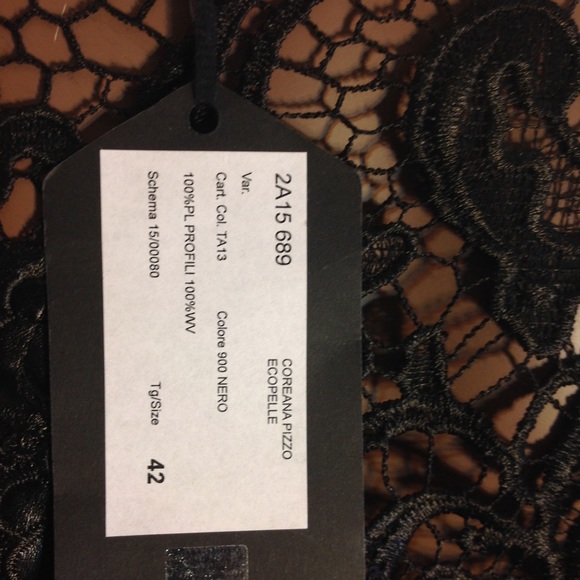 2A15 689 COREANA PIZZO
ECOPELLE
Var.
Cart. Col. TA13 Colore 900 NERO
100%PL PROFILI 100%WV
Schema 15/00080 Tg/Size 42